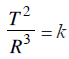 T²/R³ = k